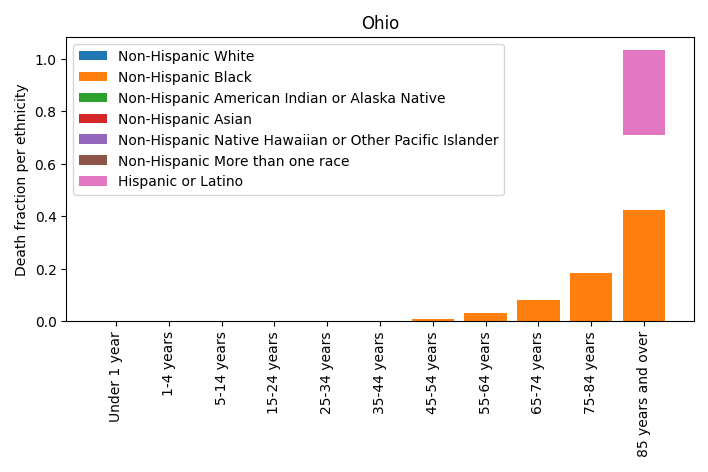 Ohio
Non-Hispanic White
Non-Hispanic Black
Non-Hispanic American Indian or Alaska Native
Non-Hispanic Asian
Non-Hispanic Native Hawaiian or Other Pacific Islander
Non-Hispanic More than one race
Hispanic or Latino
Death fraction per ethnicity
1.0
0.8
0.6
0.4
0.2
0.0
Under 1 year
1-4 years
5-14 years
15-24 years
25-34 years
35-44 years
45-54 years
55-64 years
65-74 years
75-84 years
85 years and over